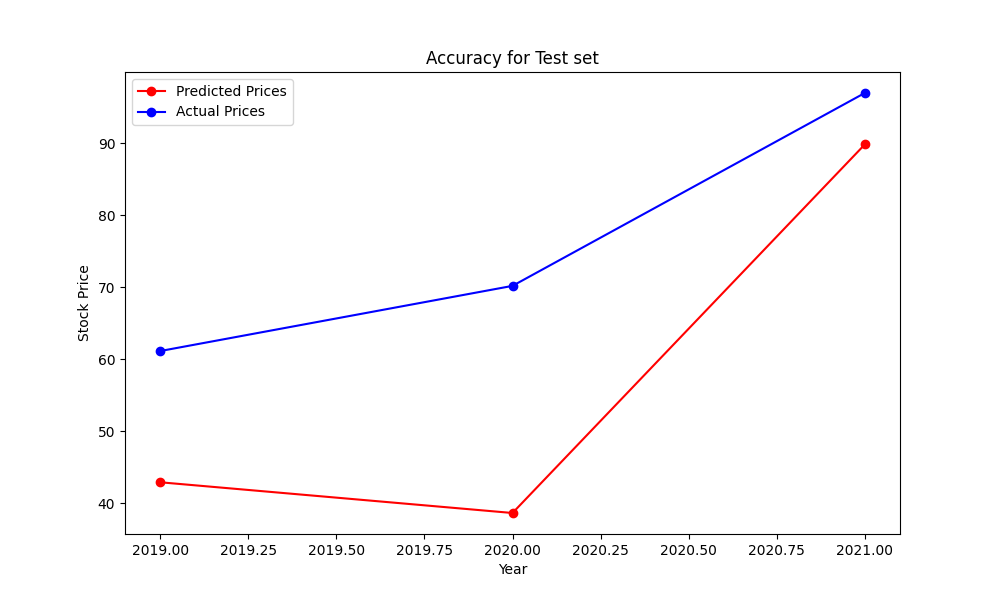 Accuracy for Test set
Predicted Prices
Actual Prices
Stock Price
90
80
70
60
50
40
2019.00 2019.25 2019.50 2019.75 2020.00 2020.25 2020.50 2020.75 2021.00
Year